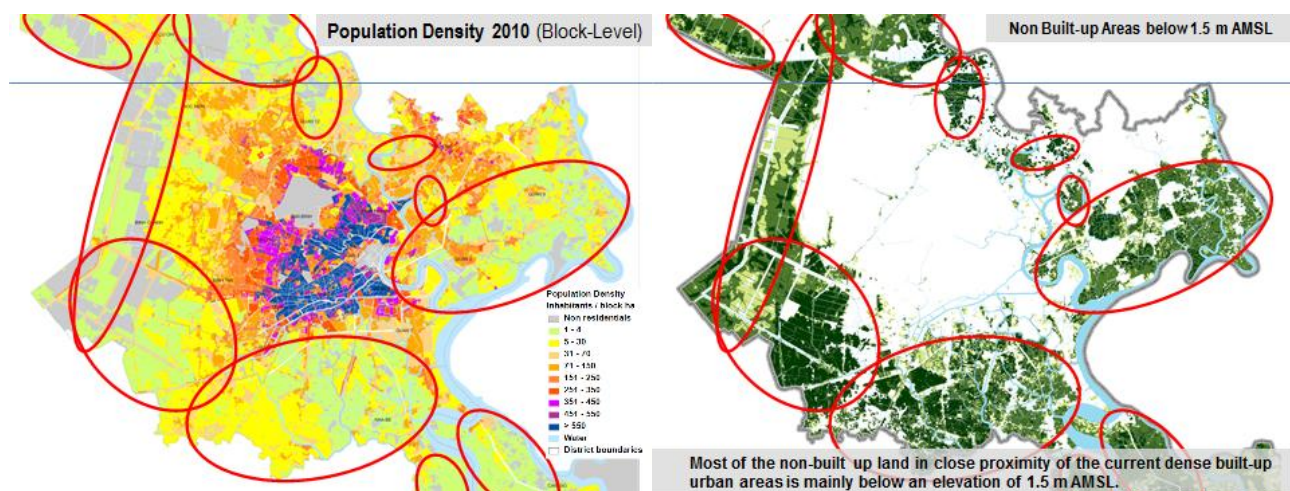 Population Density 2010 (Block-Level)
Population Density
Inhabitants / block ha
Non residentials
1 - 4
5 - 30
31 - 70
71 - 150
151 - 250
251 - 350
351 - 450
451 - 550
> 550
Water
District boundaries
Non Built-up Areas below 1.5 m AMSL
Most of the non-built up land in close proximity of the current dense built-up
urban areas is mainly below an elevation of 1.5 m AMSL.